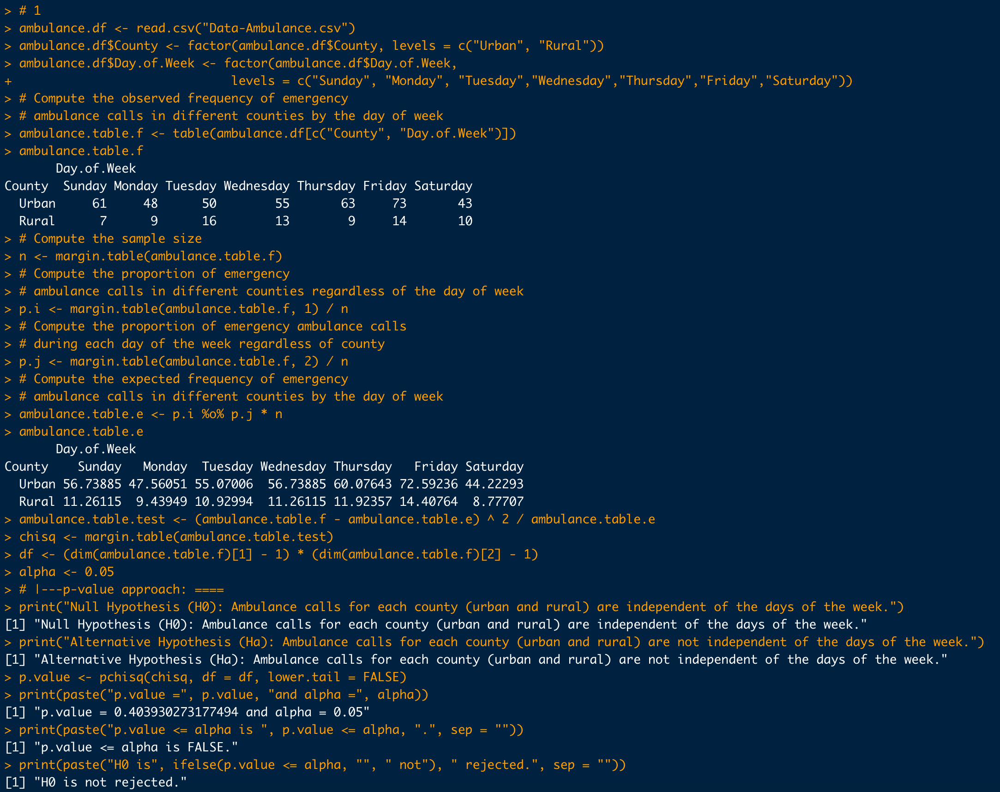 > # 1
> ambulance.df <- read.csv("Data-Ambulance.csv")
> ambulance.df$County <- factor(ambulance.df$County, levels = c("Urban", "Rural"))
> ambulance.df$Day.of.Week <- factor(ambulance.df$Day.of.Week,
+                              levels = c("Sunday", "Monday", "Tuesday","Wednesday","Thursday","Friday","Saturday"))
> # Compute the observed frequency of emergency
> # ambulance calls in different counties by the day of week
> ambulance.table.f <- table(ambulance.df[c("County", "Day.of.Week")])
> ambulance.table.f
       Day.of.Week
County  Sunday Monday Tuesday Wednesday Thursday Friday Saturday
  Urban     61     48      50        55       63     73       43
  Rural      7      9      16        13        9     14       10
> # Compute the sample size
> n <- margin.table(ambulance.table.f)
> # Compute the proportion of emergency
> # ambulance calls in different counties regardless of the day of week
> p.i <- margin.table(ambulance.table.f, 1) / n
> # Compute the proportion of emergency ambulance calls
> # during each day of the week regardless of county
> p.j <- margin.table(ambulance.table.f, 2) / n
> # Compute the expected frequency of emergency
> # ambulance calls in different counties by the day of week
> ambulance.table.e <- p.i %o% p.j * n
> ambulance.table.e
       Day.of.Week
County    Sunday   Monday  Tuesday Wednesday Thursday   Friday Saturday
  Urban 56.73885 47.56051 55.07006  56.73885 60.07643 72.59236 44.22293
  Rural 11.26115  9.43949 10.92994  11.26115 11.92357 14.40764  8.77707
> ambulance.table.test <- (ambulance.table.f - ambulance.table.e) ^ 2 / ambulance.table.e
> chisq <- margin.table(ambulance.table.test)
> df <- (dim(ambulance.table.f)[1] - 1) * (dim(ambulance.table.f)[2] - 1)
> alpha <- 0.05
> # |---p-value approach: ====
> print("Null Hypothesis (H0): Ambulance calls for each county (urban and rural) are independent of the days of the week.")
[1] "Null Hypothesis (H0): Ambulance calls for each county (urban and rural) are independent of the days of the week."
> print("Alternative Hypothesis (Ha): Ambulance calls for each county (urban and rural) are not independent of the days of the week.")
[1] "Alternative Hypothesis (Ha): Ambulance calls for each county (urban and rural) are not independent of the days of the week."
> p.value <- pchisq(chisq, df = df, lower.tail = FALSE)
> print(paste("p.value =", p.value, "and alpha =", alpha))
[1] "p.value = 0.403930273177494 and alpha = 0.05"
> print(paste("p.value <= alpha is ", p.value <= alpha, ".", sep = ""))
[1] "p.value <= alpha is FALSE."
> print(paste("H0 is", ifelse(p.value <= alpha, "", " not"), " rejected.", sep = ""))
[1] "H0 is not rejected."